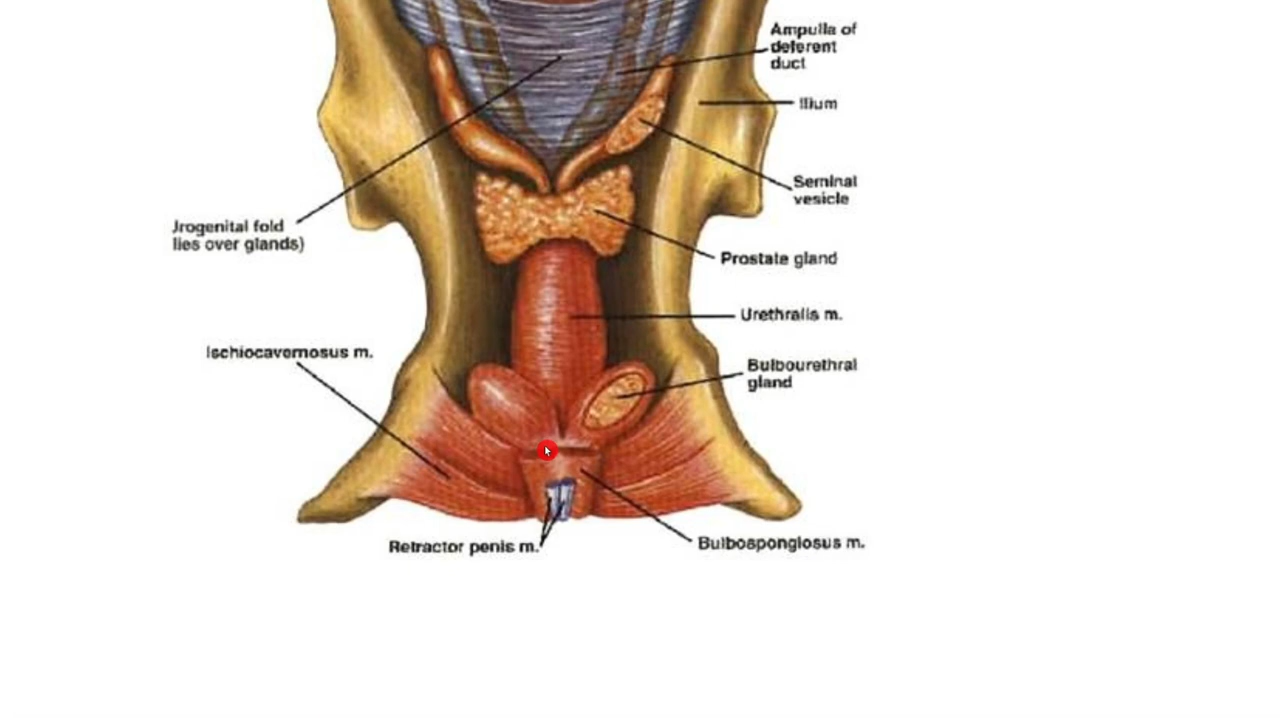 Ampulla of
deferent
duct
Ilium
Seminal
vesicle
Jrogenital fold
lies over glands)
Prostate gland
Urethralis m.
Ischiocavernosus m.
Bulbourethral
gland
Retractor penis m.
Bulbospongiosus m.